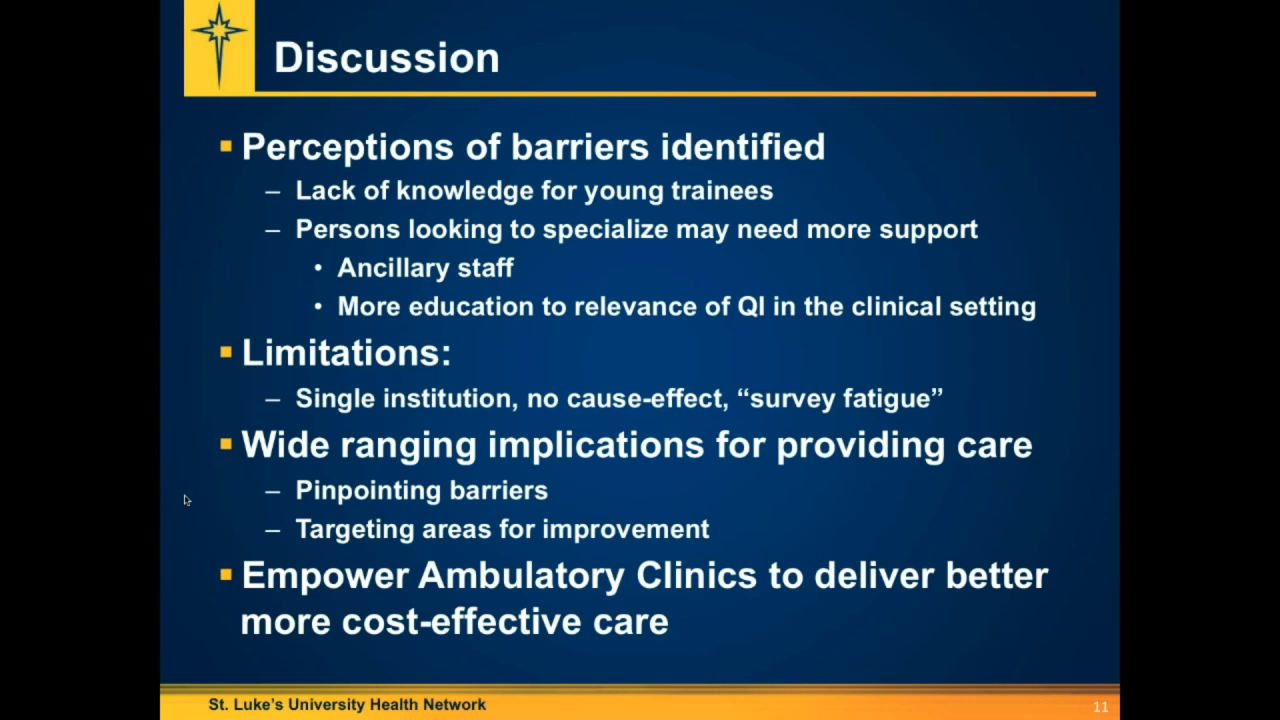 Discussion
▪ Perceptions of barriers identified
– Lack of knowledge for young trainees
– Persons looking to specialize may need more support
• Ancillary staff
• More education to relevance of QI in the clinical setting
▪ Limitations:
– Single institution, no cause-effect, “survey fatigue”
▪ Wide ranging implications for providing care
– Pinpointing barriers
– Targeting areas for improvement
▪ Empower Ambulatory Clinics to deliver better
more cost-effective care
St. Luke’s University Health Network
11